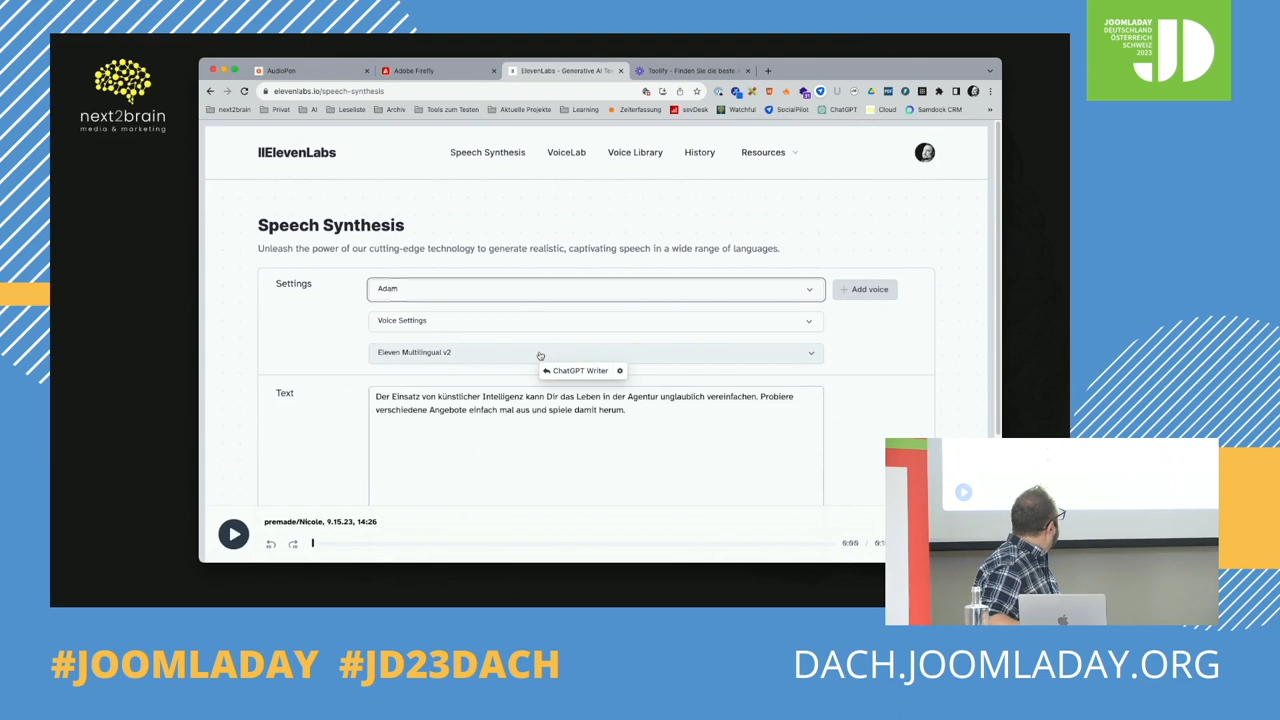 JOOMLADAY
DEUTSCHLAND
ÖSTERREICH
SCHWEIZ
2023
JD
next2brain
media & marketing
AudioPen
Adobe Firefly
ElevenLabs - Generative AI Te
Toolify - Finden Sie die beste
elevenlabs.io/speech-synthesis
next2brain
Privat
AI
Leseliste
Archiv
Tools zum Testen
Aktuelle Projekte
Learning
Zeiterfassung
sevDesk
Watchful
SocialPilot
ChatGPT
Cloud
Samdock CRM
»
IIElevenLabs
Speech Synthesis
VoiceLab
Voice Library
History
Resources
Speech Synthesis
Unleash the power of our cutting-edge technology to generate realistic, captivating speech in a wide range of languages.
Settings
Adam
+ Add voice
Voice Settings
Eleven Multilingual v2
ChatGPT Writer
Text
Der Einsatz von künstlicher Intelligenz kann Dir das Leben in der Agentur unglaublich vereinfachen. Probiere
verschiedene Angebote einfach mal aus und spiele damit herum.
premade/Nicole, 9.15.23, 14:26
0:00 /
#JOOMLADAY #JD23DACH
DACH.JOOMLADAY.ORG